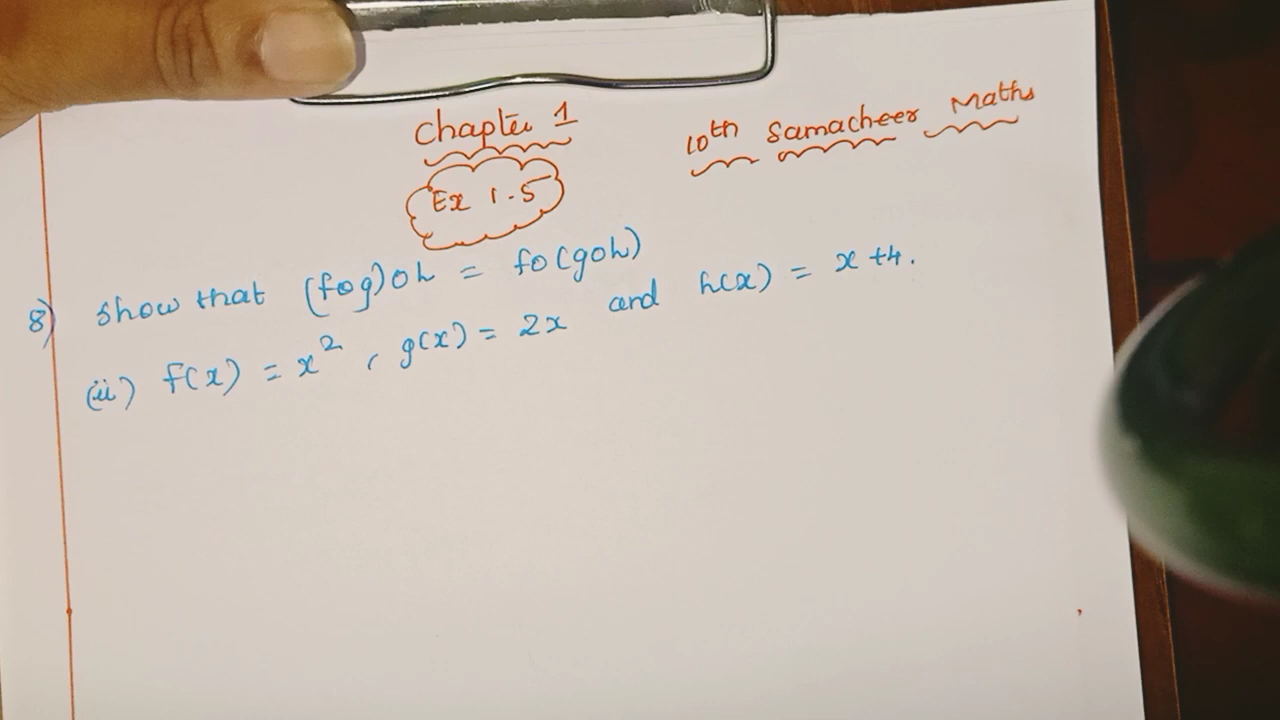 Chapter 1
10th Samacheer Maths
Ex 1.5
8) Show that (fog)oh = fo(goh)
(ii) f(x) = x², g(x) = 2x and h(x) = x+4.